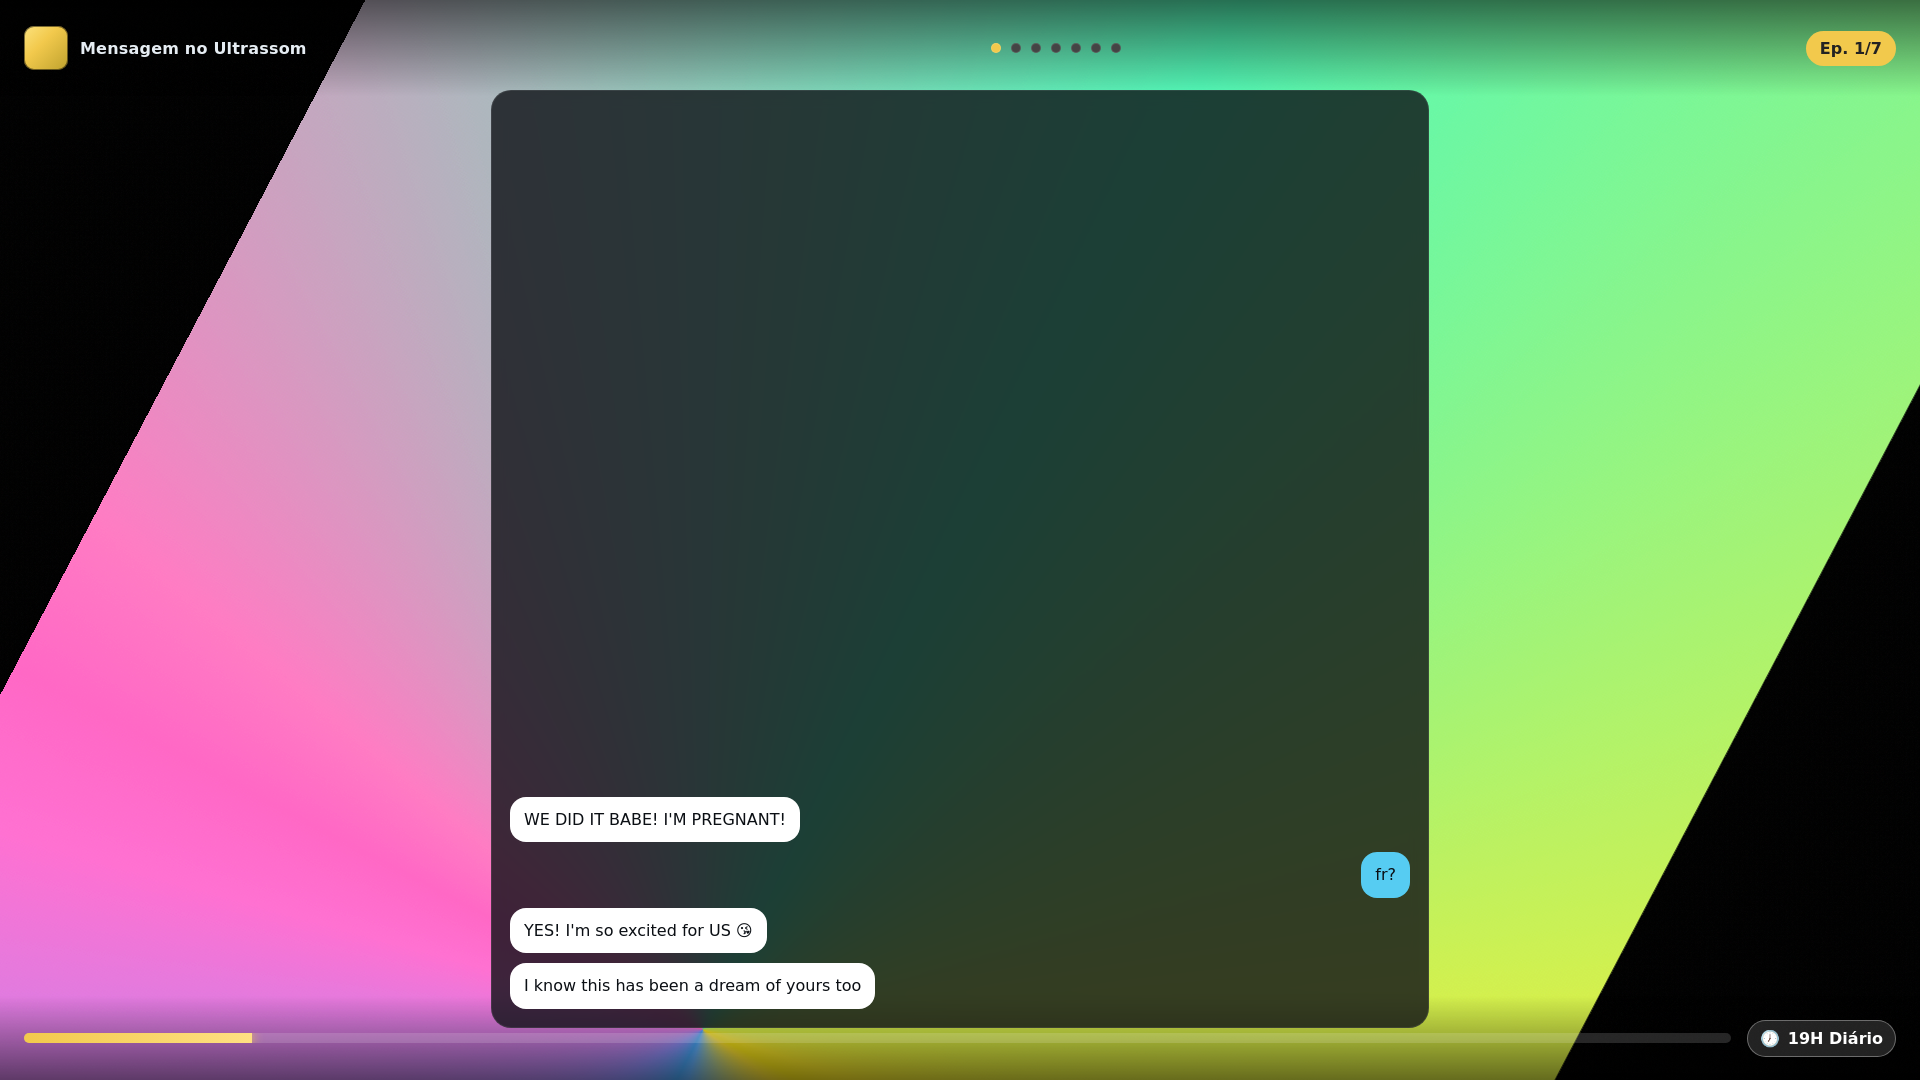 Mensagem no Ultrassom
Ep. 1/7
WE DID IT BABE! I'M PREGNANT!
fr?
YES! I'm so excited for US 😘
I know this has been a dream of yours too
🕖 19H Diário